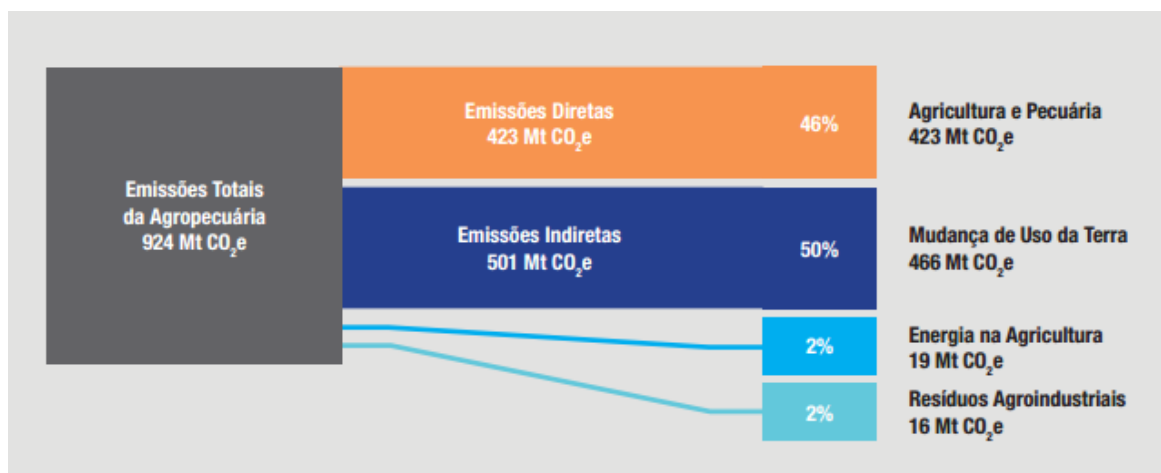 Emissões Totais
da Agropecuária
924 Mt CO₂e
Emissões Diretas
423 Mt CO₂e
46%
Agricultura e Pecuária
423 Mt CO₂e
Emissões Indiretas
501 Mt CO₂e
50%
Mudança de Uso da Terra
466 Mt CO₂e
2%
Energia na Agricultura
19 Mt CO₂e
2%
Resíduos Agroindustriais
16 Mt CO₂e